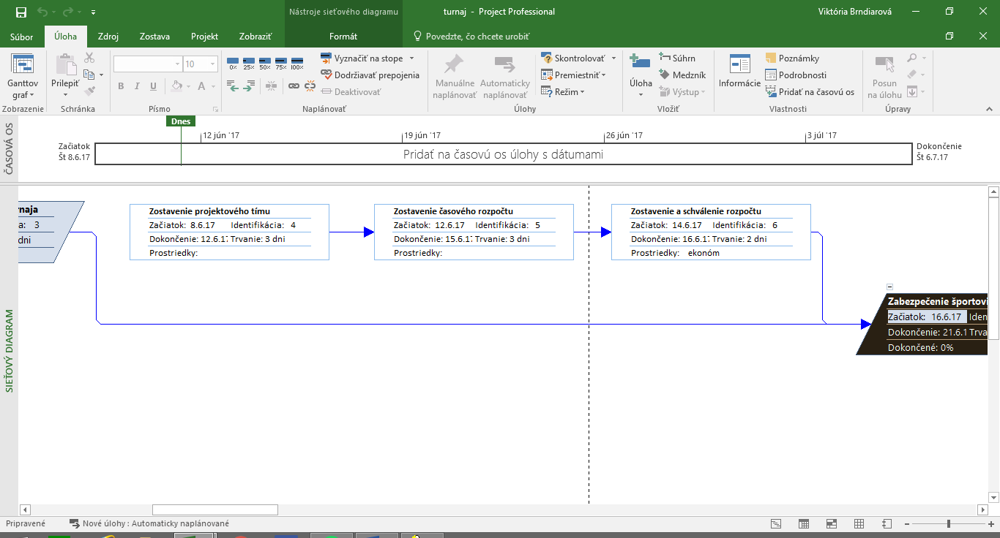 Nástroje sieťového diagramu
turnaj - Project Professional
Viktória Brndiarová
Súbor
Úloha
Zdroj
Zostava
Projekt
Zobraziť
Formát
Povedzte, čo chcete urobiť
Ganttov
graf
Zobrazenie
Prilepiť
Schránka
10
B I U
A
Písmo
0% 25% 50% 75% 100%
Vyznačiť na stope
Dodržiavať prepojenia
Deaktivovať
Naplánovať
Manuálne
naplánovať
Automaticky
naplánovať
Skontrolovať
Premiestniť
Režim
Úlohy
Úloha
Súhrn
Medzník
Výstup
Vložiť
Informácie
Poznámky
Podrobnosti
Pridať na časovú os
Vlastnosti
Posun
na úlohu
Úpravy
ČASOVÁ OS
Dnes
12 jún '17
19 jún '17
26 jún '17
3 júl '17
Začiatok
Št 8.6.17
Pridať na časovú os úlohy s dátumami
Dokončenie
Št 6.7.17
SIEŤOVÝ DIAGRAM
rnaja
a: 3
dni
Zostavenie projektového tímu
Začiatok: 8.6.17 Identifikácia: 4
Dokončenie: 12.6.17 Trvanie: 3 dni
Prostriedky:
Zostavenie časového rozpočtu
Začiatok: 12.6.17 Identifikácia: 5
Dokončenie: 15.6.17 Trvanie: 3 dni
Prostriedky:
Zostavenie a schválenie rozpočtu
Začiatok: 14.6.17 Identifikácia: 6
Dokončenie: 16.6.17 Trvanie: 2 dni
Prostriedky: ekonóm
Zabezpečenie športovi
Začiatok: 16.6.17 Iden
Dokončenie: 21.6.1 Trva
Dokončené: 0%
Pripravené
Nové úlohy : Automaticky naplánované